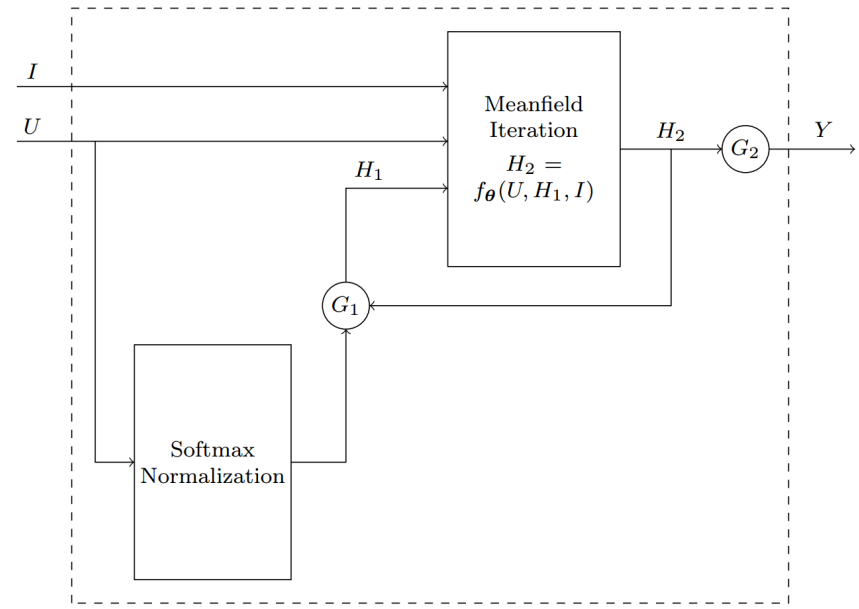 I
U
Meanfield
Iteration
H₂ =
f_θ(U, H₁, I)
H₂
G₂
Y
H₁
G₁
Softmax
Normalization